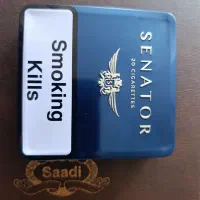 SENATOR
20 CIGARETTES
Smoking
Kills
Saadi